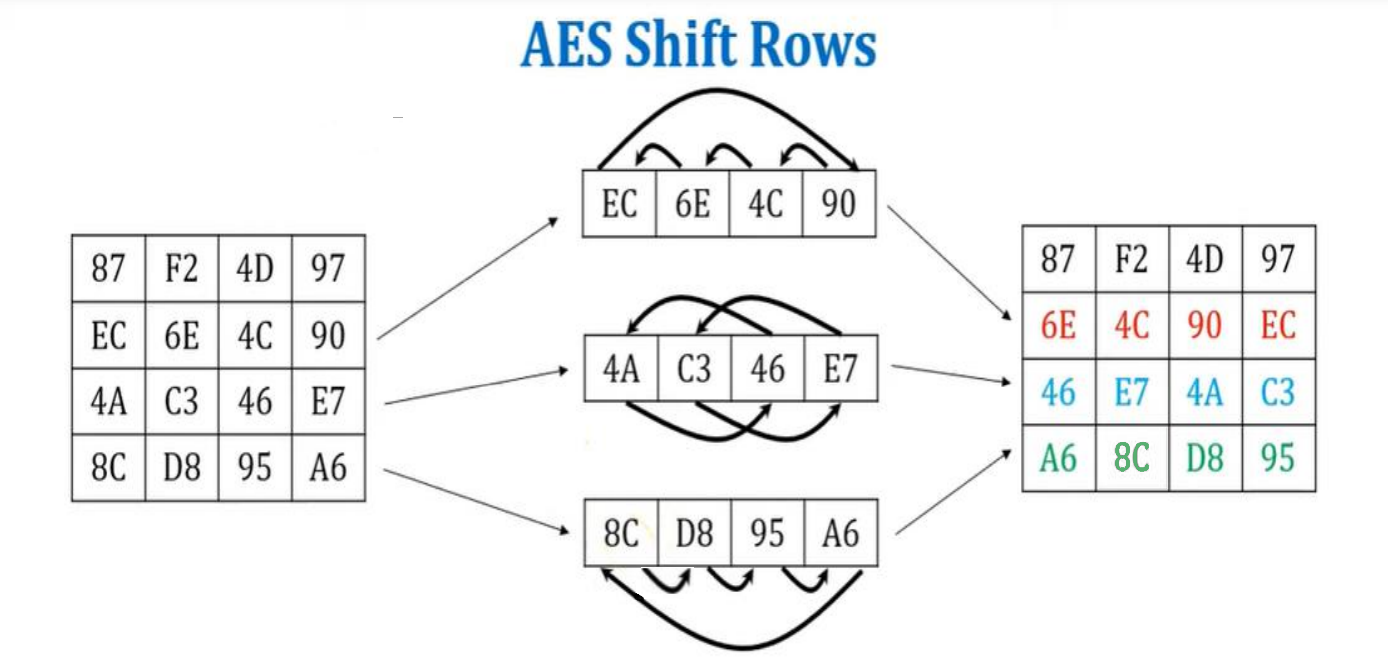 AES Shift Rows
87 F2 4D 97
EC 6E 4C 90
4A C3 46 E7
8C D8 95 A6
EC 6E 4C 90
4A C3 46 E7
8C D8 95 A6
87 F2 4D 97
6E 4C 90 EC
46 E7 4A C3
A6 8C D8 95